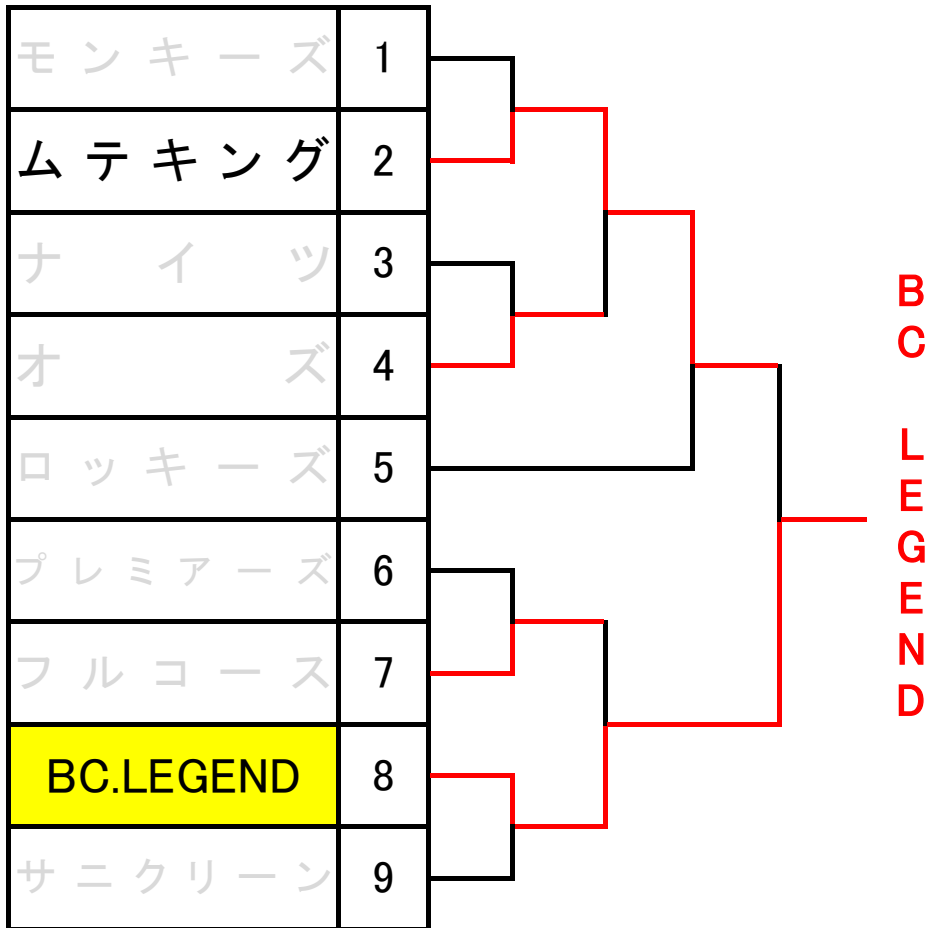 モンキーズ 1
ムテキング 2
ナイツ 3
オズ 4
ロッキーズ 5
プレミアーズ 6
フルコース 7
BC.LEGEND 8
サニクリーン 9
BC LEGEND